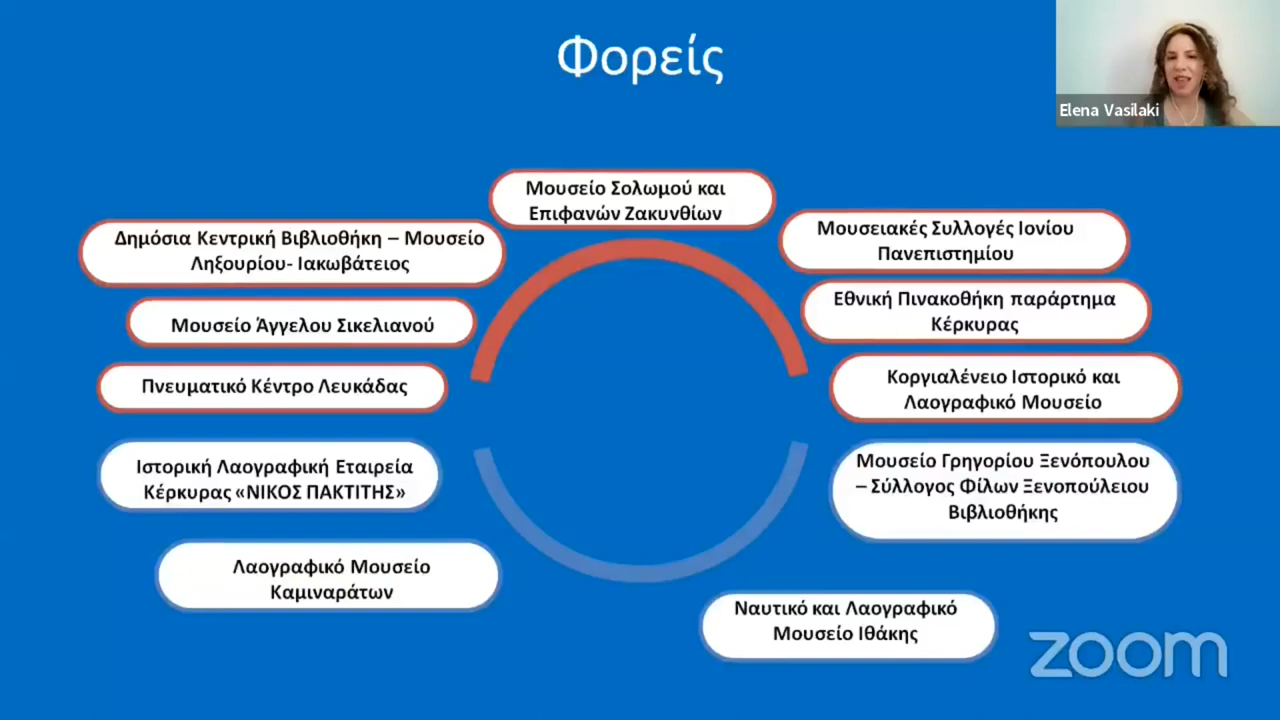 Φορείς
Elena Vasilaki
Μουσείο Σολωμού και
Επιφανών Ζακυνθίων
Δημόσια Κεντρική Βιβλιοθήκη – Μουσείο
Ληξουρίου- Ιακωβάτειος
Μουσειακές Συλλογές Ιονίου
Πανεπιστημίου
Μουσείο Άγγελου Σικελιανού
Εθνική Πινακοθήκη παράρτημα
Κέρκυρας
Πνευματικό Κέντρο Λευκάδας
Κοργιαλένειο Ιστορικό και
Λαογραφικό Μουσείο
Ιστορική Λαογραφική Εταιρεία
Κέρκυρας «ΝΙΚΟΣ ΠΑΚΤΙΤΗΣ»
Μουσείο Γρηγορίου Ξενόπουλου
– Σύλλογος Φίλων Ξενοπούλειου
Βιβλιοθήκης
Λαογραφικό Μουσείο
Καμιναράτων
Ναυτικό και Λαογραφικό
Μουσείο Ιθάκης
zoom